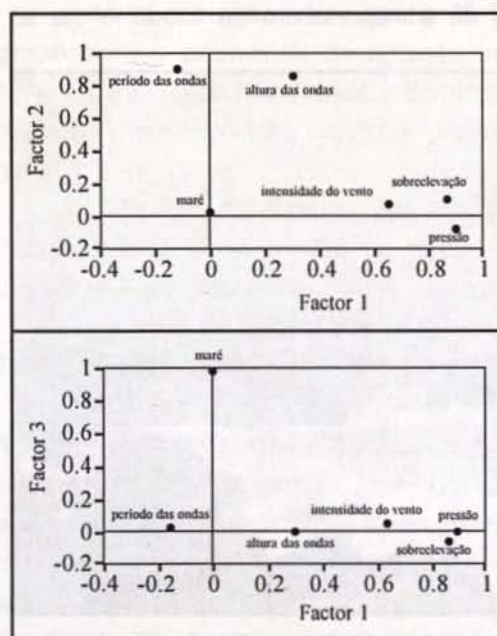 1
0.8
0.6
0.4
0.2
0
-0.2
Factor 2
período das ondas
altura das ondas
maré
intensidade do vento
sobreelevação
pressão
-0.4 -0.2 0 0.2 0.4 0.6 0.8 1
Factor 1
maré
1
0.8
0.6
0.4
0.2
0
-0.2
Factor 3
período das ondas
altura das ondas
intensidade do vento
pressão
sobreelevação
-0.4 -0.2 0 0.2 0.4 0.6 0.8 1
Factor 1